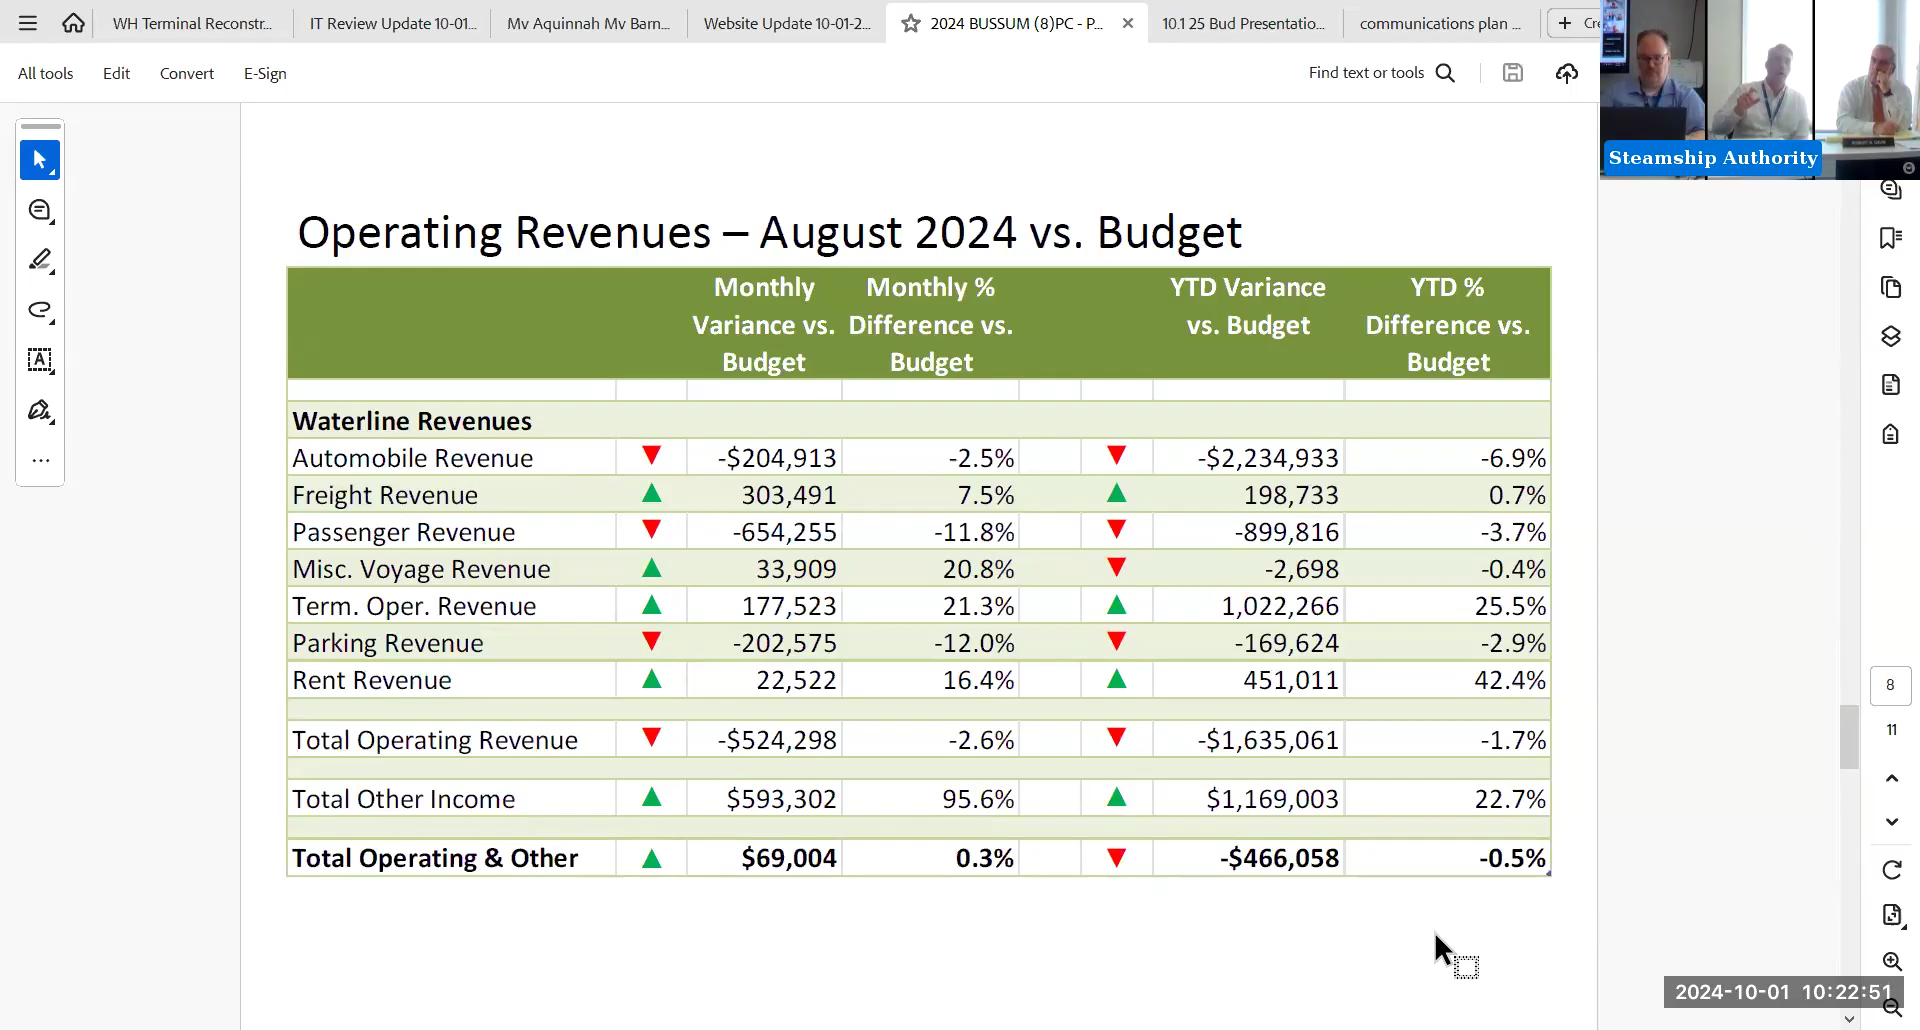 WH Terminal Reconstr...
IT Review Update 10-01...
Mv Aquinnah Mv Barn...
Website Update 10-01-2...
2024 BUSSUM (8)PC - P...
10.1 25 Bud Presentatio...
communications plan ...
All tools
Edit
Convert
E-Sign
Find text or tools
Steamship Authority
Operating Revenues – August 2024 vs. Budget
Monthly Variance vs. Budget
Monthly % Difference vs. Budget
YTD Variance vs. Budget
YTD % Difference vs. Budget
Waterline Revenues
Automobile Revenue ▼ -$204,913 -2.5% ▼ -$2,234,933 -6.9%
Freight Revenue ▲ 303,491 7.5% ▲ 198,733 0.7%
Passenger Revenue ▼ -654,255 -11.8% ▼ -899,816 -3.7%
Misc. Voyage Revenue ▲ 33,909 20.8% ▼ -2,698 -0.4%
Term. Oper. Revenue ▲ 177,523 21.3% ▲ 1,022,266 25.5%
Parking Revenue ▼ -202,575 -12.0% ▼ -169,624 -2.9%
Rent Revenue ▲ 22,522 16.4% ▲ 451,011 42.4%
Total Operating Revenue ▼ -$524,298 -2.6% ▼ -$1,635,061 -1.7%
Total Other Income ▲ $593,302 95.6% ▲ $1,169,003 22.7%
Total Operating & Other ▲ $69,004 0.3% ▼ -$466,058 -0.5%
8
11
2024-10-01 10:22:51